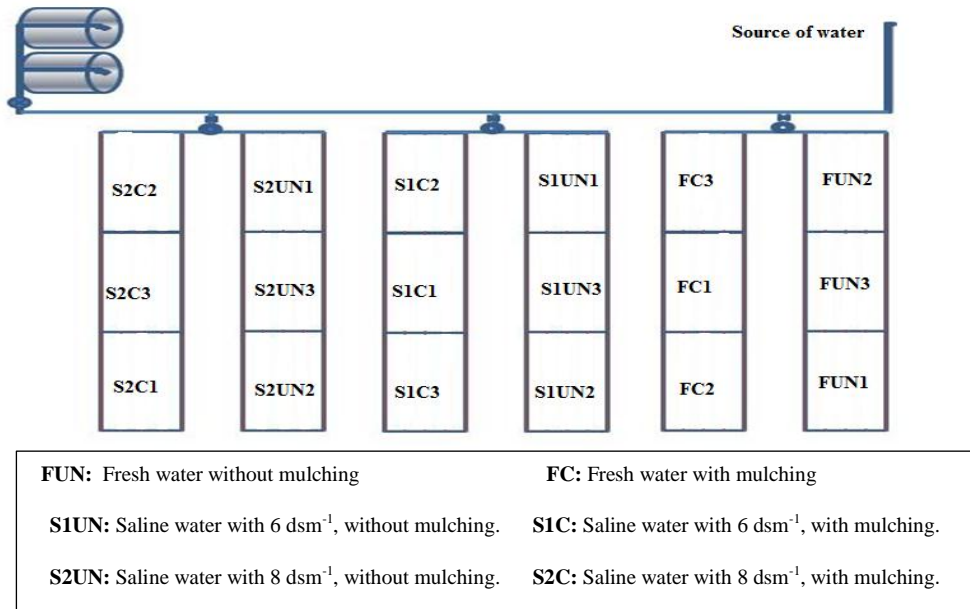 Source of water
S2C2 S2UN1 S1C2 S1UN1 FC3 FUN2
S2C3 S2UN3 S1C1 S1UN3 FC1 FUN3
S2C1 S2UN2 S1C3 S1UN2 FC2 FUN1
FUN: Fresh water without mulching FC: Fresh water with mulching
S1UN: Saline water with 6 dsm⁻¹, without mulching. S1C: Saline water with 6 dsm⁻¹, with mulching.
S2UN: Saline water with 8 dsm⁻¹, without mulching. S2C: Saline water with 8 dsm⁻¹, with mulching.